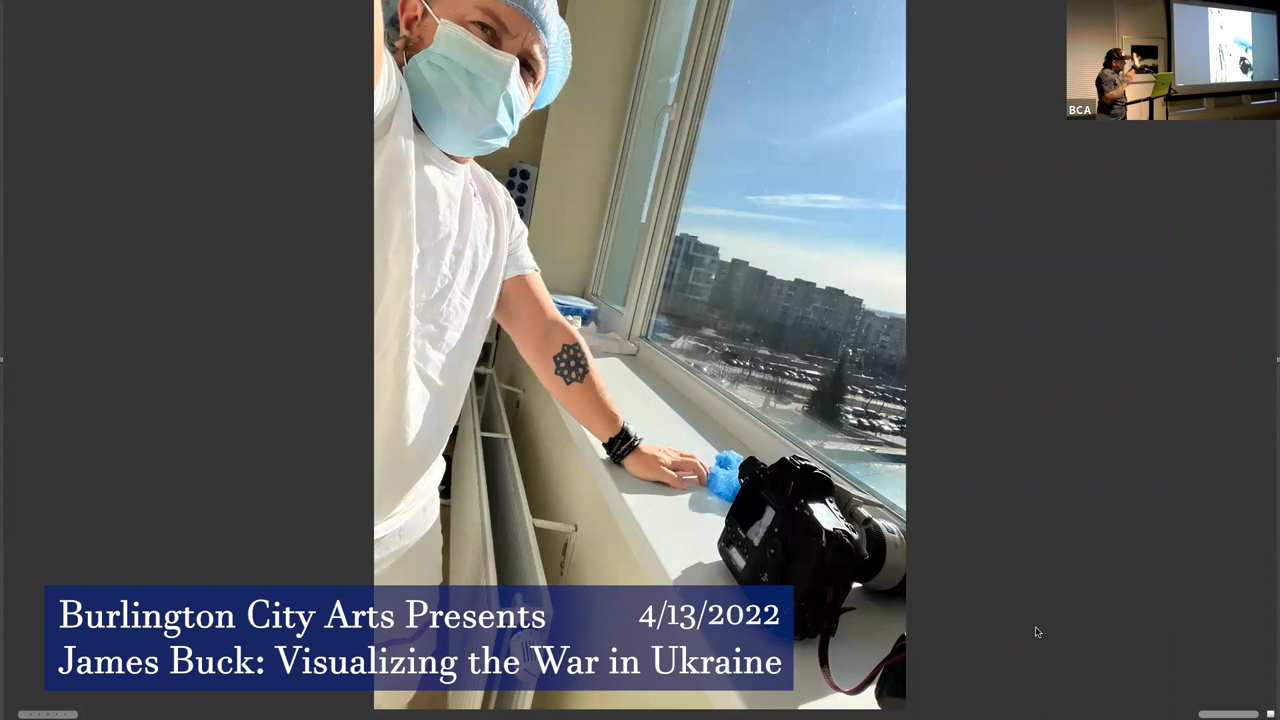 BCA
Burlington City Arts Presents 4/13/2022
James Buck: Visualizing the War in Ukraine